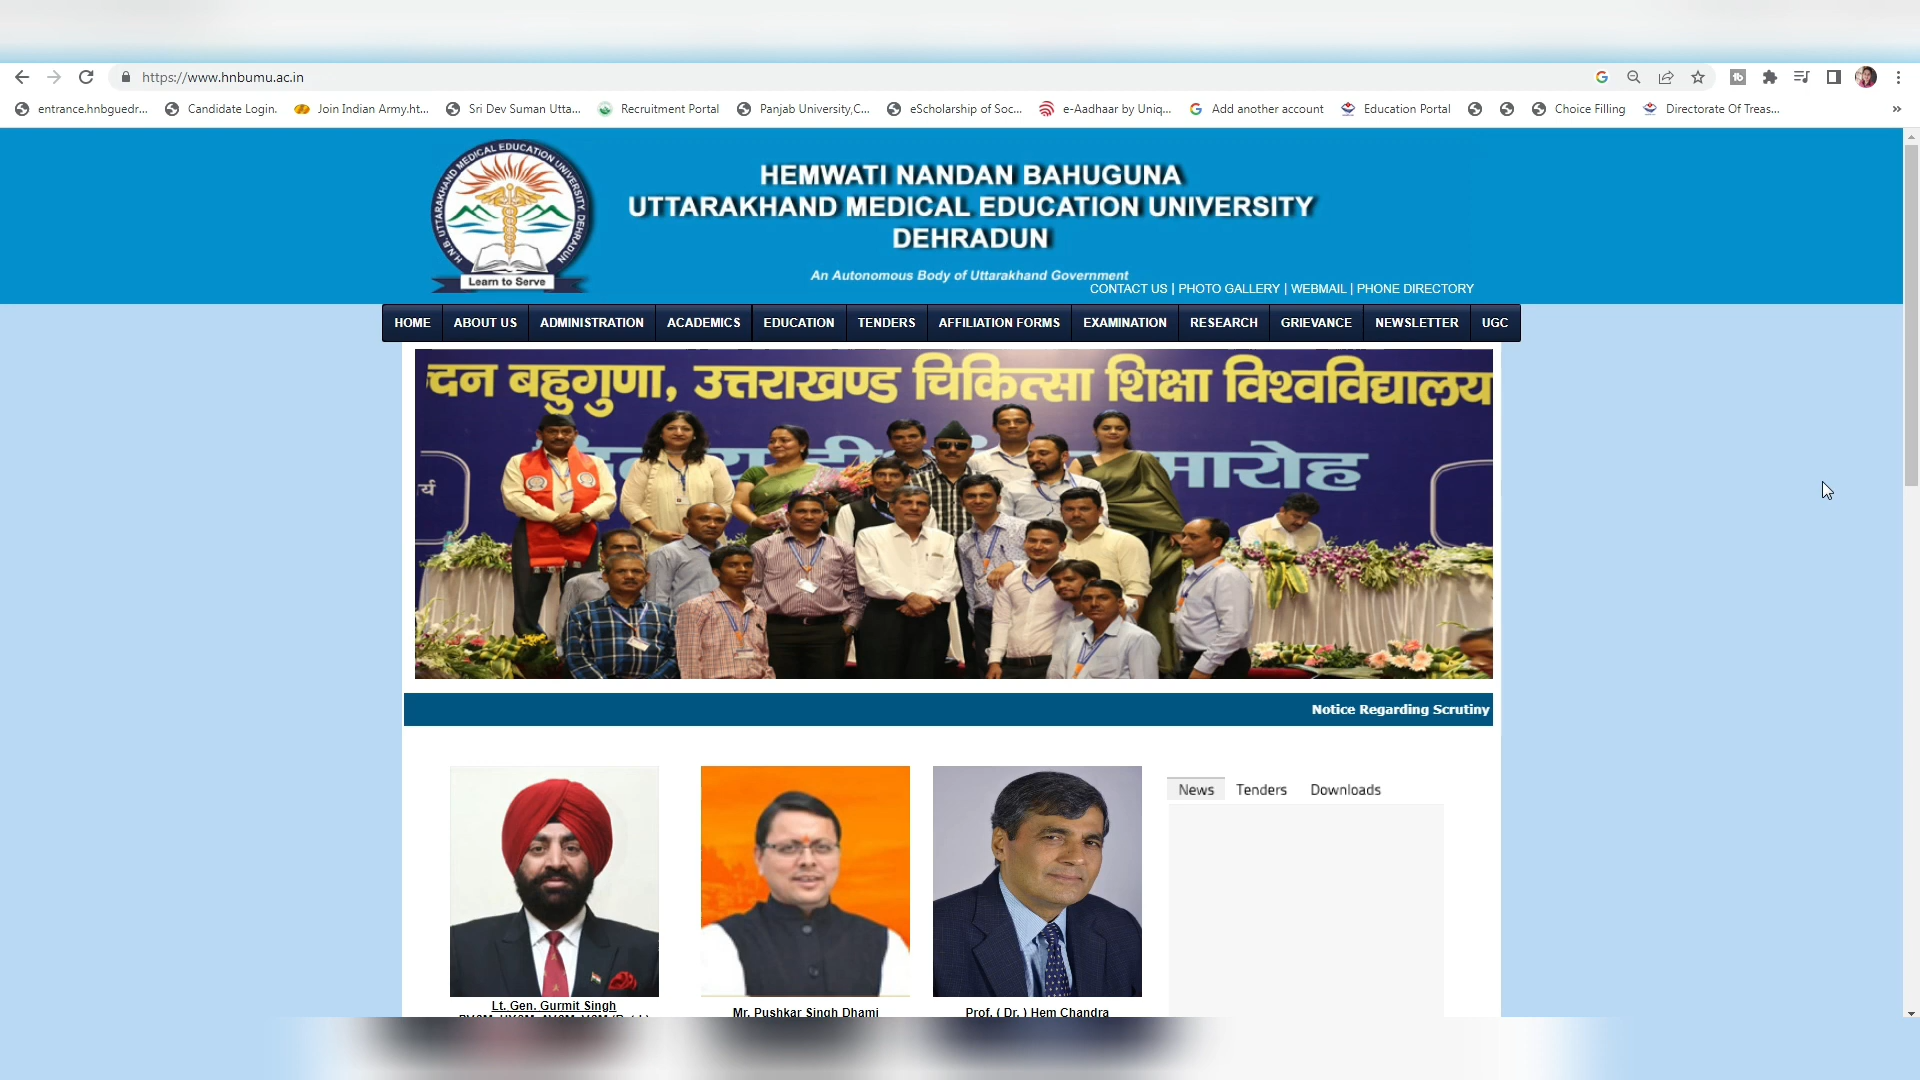 https://www.hnbumu.ac.in
entrance.hnbguedr...
Candidate Login.
Join Indian Army.ht...
Sri Dev Suman Utta...
Recruitment Portal
Panjab University,C...
eScholarship of Soc...
e-Aadhaar by Uniq...
Add another account
Education Portal
Choice Filling
Directorate Of Treas...
»
H.N.B. UTTARAKHAND MEDICAL EDUCATION UNIVERSITY, DEHRADUN
Learn to Serve
HEMWATI NANDAN BAHUGUNA
UTTARAKHAND MEDICAL EDUCATION UNIVERSITY
DEHRADUN
An Autonomous Body of Uttarakhand Government
CONTACT US | PHOTO GALLERY | WEBMAIL | PHONE DIRECTORY
HOME
ABOUT US
ADMINISTRATION
ACADEMICS
EDUCATION
TENDERS
AFFILIATION FORMS
EXAMINATION
RESEARCH
GRIEVANCE
NEWSLETTER
UGC
बहुगुणा, उत्तराखण्ड चिकित्सा शिक्षा विश्वविद्यालय
Notice Regarding Scrutiny
News
Tenders
Downloads
Lt. Gen. Gurmit Singh
Mr. Pushkar Singh Dhami
Prof. ( Dr. ) Hem Chandra